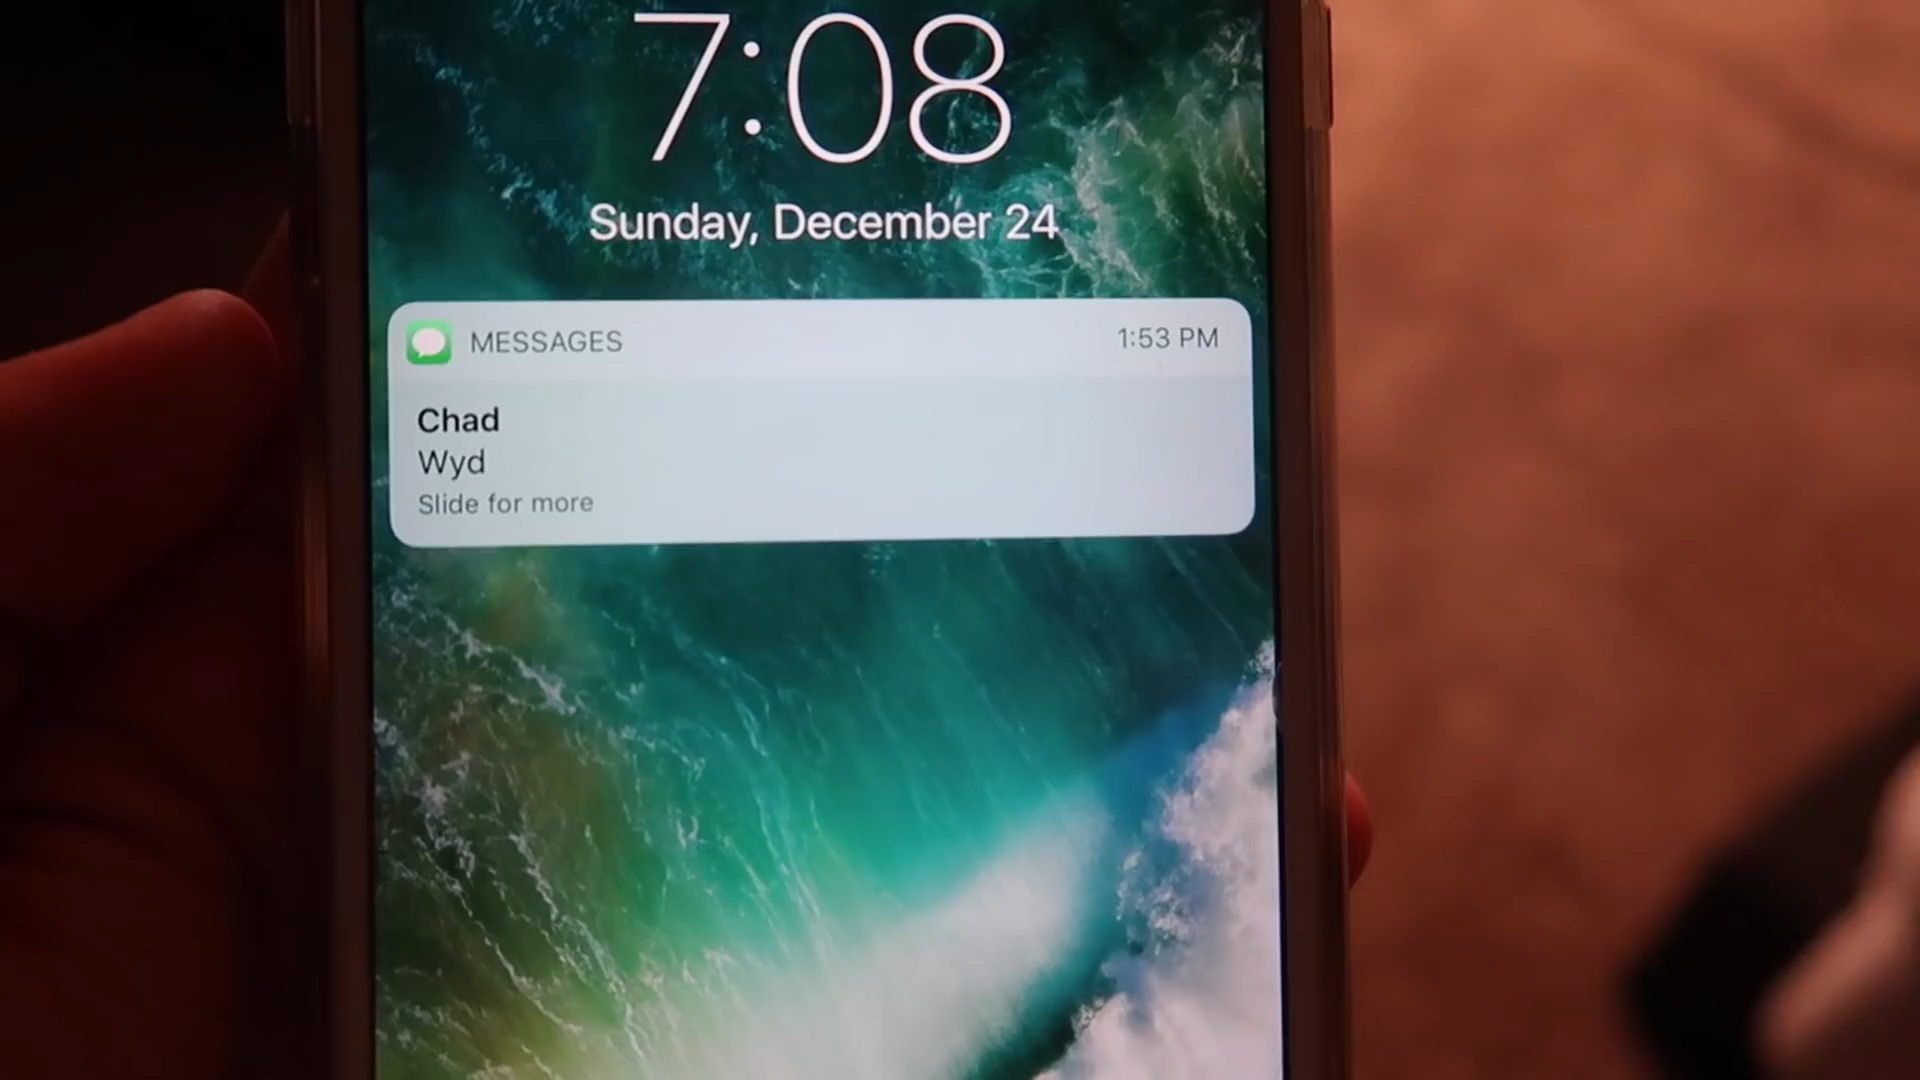 7:08
Sunday, December 24
MESSAGES 1:53 PM
Chad
Wyd
Slide for more